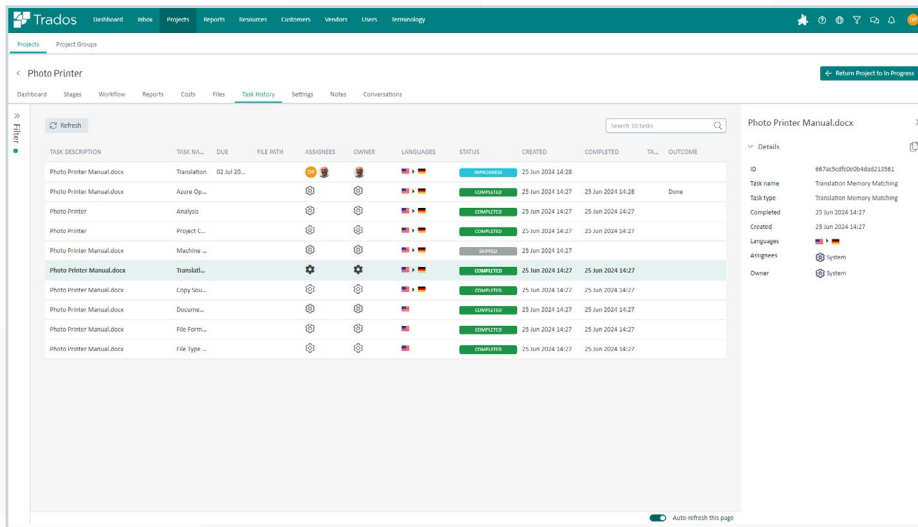 Trados Dashboard Inbox Projects Reports Resources Customers Vendors Users Terminology
Projects Project Groups
Photo Printer
Return Project to In Progress
Dashboard Stages Workflow Reports Costs Files Task History Settings Notes Conversations
Filter
Refresh
Search 10 tasks
TASK DESCRIPTION TASK NA... DUE FILE PATH ASSIGNEES OWNER LANGUAGES STATUS CREATED COMPLETED TA... OUTCOME
Photo Printer Manual.docx Translation 02 Jul 20... INPROGRESS 25 Jun 2024 14:28
Photo Printer Manual.docx Azure Op... COMPLETED 25 Jun 2024 14:27 25 Jun 2024 14:28 Done
Photo Printer Analysis COMPLETED 25 Jun 2024 14:27 25 Jun 2024 14:27
Photo Printer Project C... COMPLETED 25 Jun 2024 14:27 25 Jun 2024 14:27
Photo Printer Manual.docx Machine ... SKIPPED 25 Jun 2024 14:27
Photo Printer Manual.docx Translati... COMPLETED 25 Jun 2024 14:27 25 Jun 2024 14:27
Photo Printer Manual.docx Copy Sou... COMPLETED 25 Jun 2024 14:27 25 Jun 2024 14:27
Photo Printer Manual.docx Docume... COMPLETED 25 Jun 2024 14:27 25 Jun 2024 14:27
Photo Printer Manual.docx File Form... COMPLETED 25 Jun 2024 14:27 25 Jun 2024 14:27
Photo Printer Manual.docx File Type ... COMPLETED 25 Jun 2024 14:27 25 Jun 2024 14:27
Photo Printer Manual.docx
Details
ID
Task name Translation Memory Matching
Task type Translation Memory Matching
Completed 25 Jun 2024 14:27
Created 25 Jun 2024 14:27
Languages
Assignees System
Owner System
Auto-refresh this page